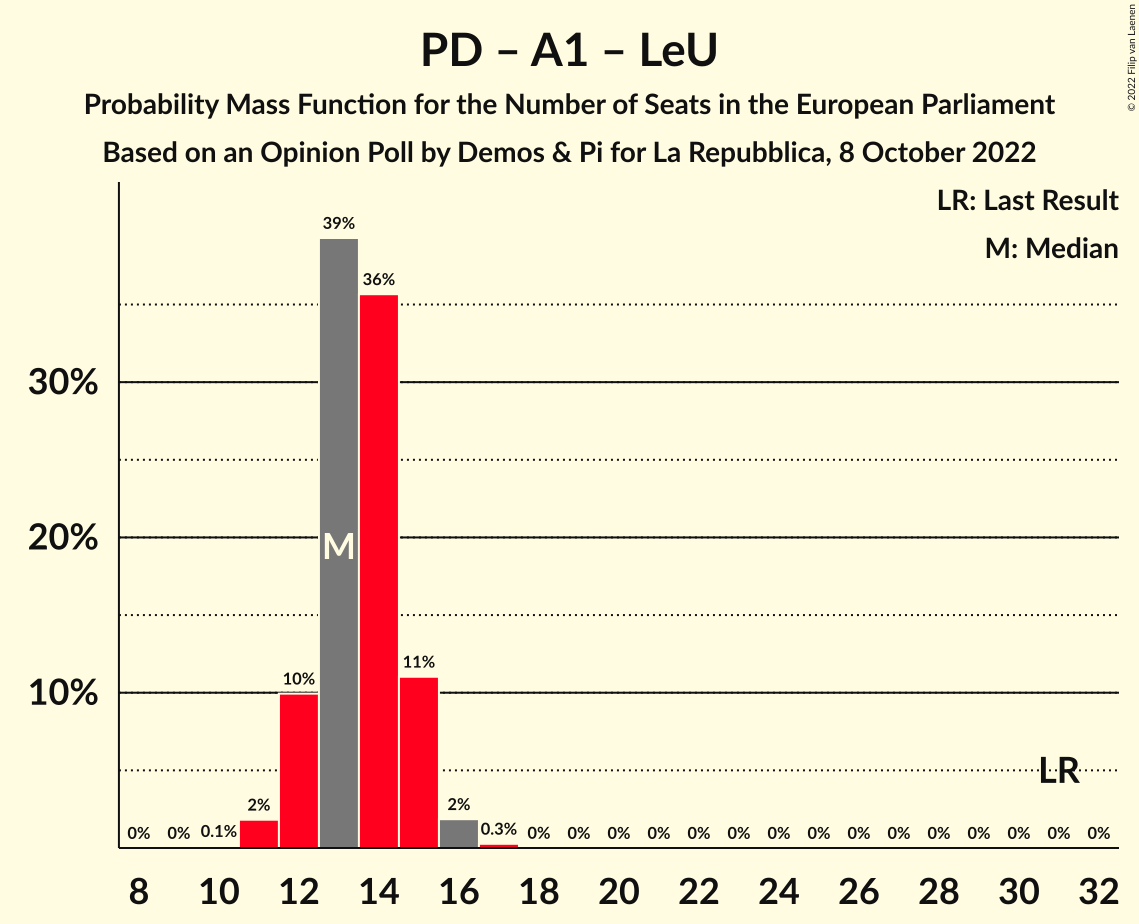 PD – A1 – LeU
Probability Mass Function for the Number of Seats in the European Parliament
Based on an Opinion Poll by Demos & Pi for La Repubblica, 8 October 2022
© 2022 Filip van Laenen
LR: Last Result
M: Median
39%
36%
30%
20%
M
11%
10%
10%
LR
2%
2%
0% 0% 0.1% 0.3% 0% 0% 0% 0% 0% 0% 0% 0% 0% 0% 0% 0% 0% 0% 0%
8 10 12 14 16 18 20 22 24 26 28 30 32